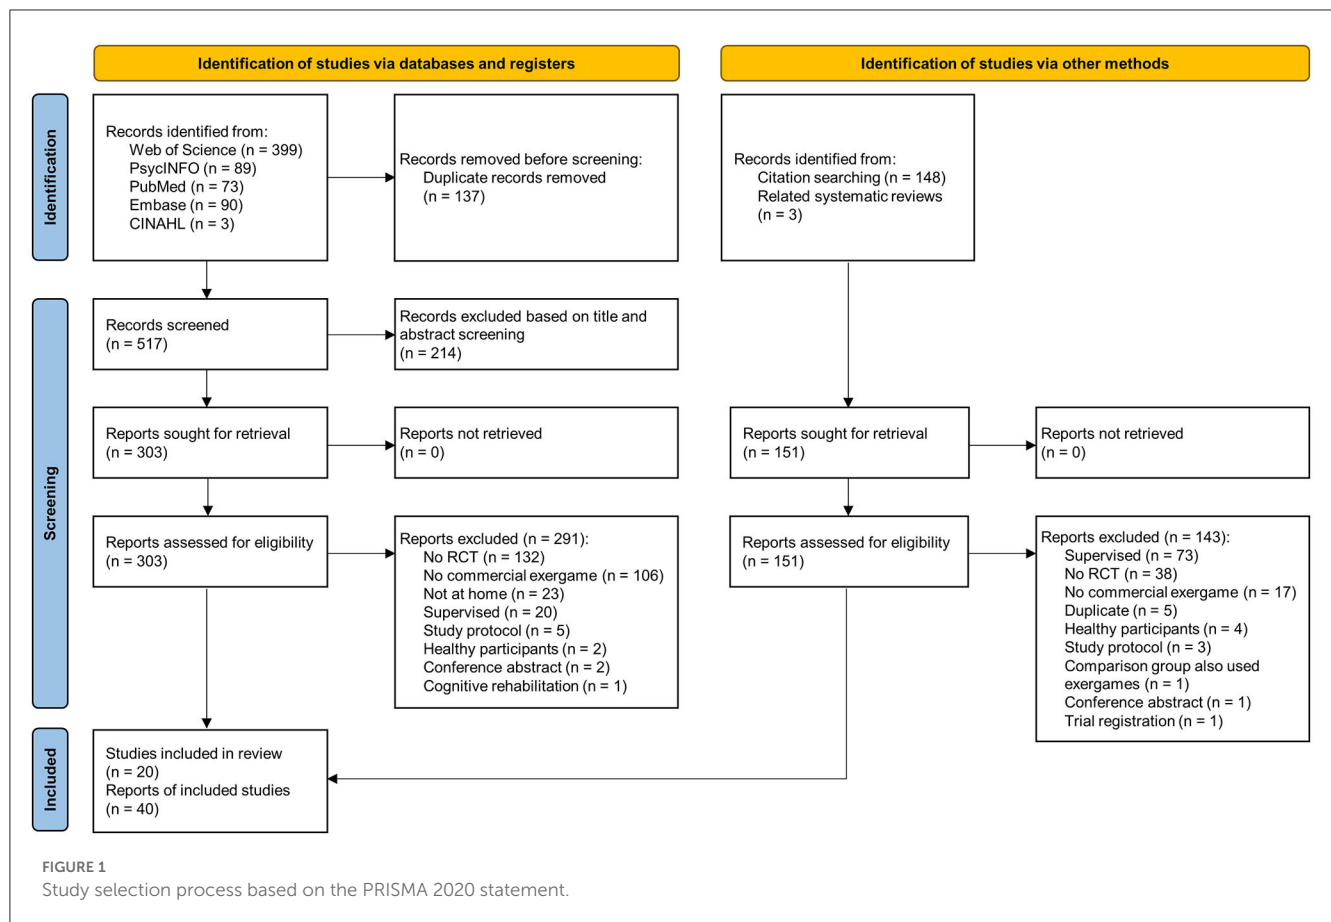 Identification of studies via databases and registers
Identification of studies via other methods
Identification
Records identified from:
Web of Science (n = 399)
PsycINFO (n = 89)
PubMed (n = 73)
Embase (n = 90)
CINAHL (n = 3)
Records removed before screening:
Duplicate records removed
(n = 137)
Records identified from:
Citation searching (n = 148)
Related systematic reviews
(n = 3)
Screening
Records screened
(n = 517)
Records excluded based on title and
abstract screening
(n = 214)
Reports sought for retrieval
(n = 303)
Reports not retrieved
(n = 0)
Reports sought for retrieval
(n = 151)
Reports not retrieved
(n = 0)
Reports assessed for eligibility
(n = 303)
Reports excluded (n = 291):
No RCT (n = 132)
No commercial exergame (n = 106)
Not at home (n = 23)
Supervised (n = 20)
Study protocol (n = 5)
Healthy participants (n = 2)
Conference abstract (n = 2)
Cognitive rehabilitation (n = 1)
Reports assessed for eligibility
(n = 151)
Reports excluded (n = 143):
Supervised (n = 73)
No RCT (n = 38)
No commercial exergame (n = 17)
Duplicate (n = 5)
Healthy participants (n = 4)
Study protocol (n = 3)
Comparison group also used
exergames (n = 1)
Conference abstract (n = 1)
Trial registration (n = 1)
Included
Studies included in review
(n = 20)
Reports of included studies
(n = 40)
FIGURE 1
Study selection process based on the PRISMA 2020 statement.